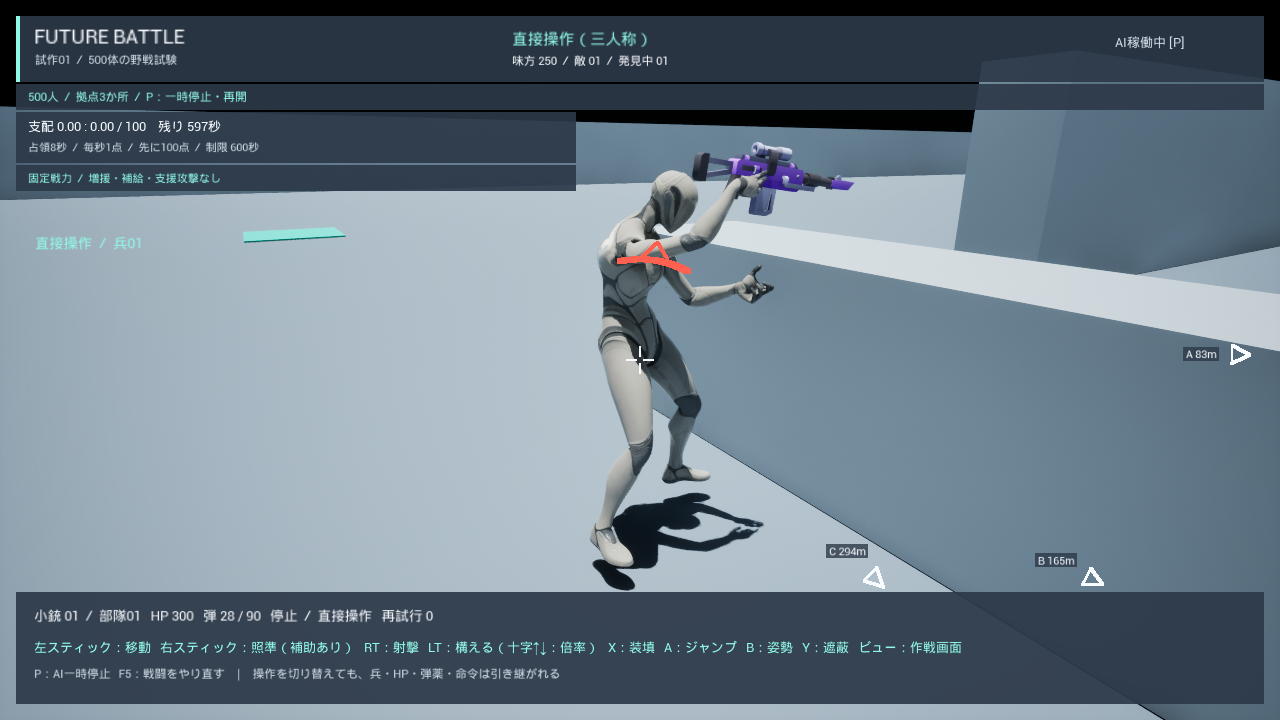 FUTURE BATTLE
試作01 / 500体の野戦試験
直接操作(三人称)
味方 250 / 敵 01 / 発見中 01
AI稼働中 [P]
500人 / 拠点3か所 / P:一時停止・再開
支配 0.00 : 0.00 / 100 残り 597秒
占領8秒 / 毎秒1点 / 先に100点 / 制限 600秒
固定戦力 / 増援・補給・支援攻撃なし
直接操作 / 兵01
A 83m
C 294m
B 165m
小銃 01 / 部隊01 HP 300 弾 28 / 90 停止 / 直接操作 再試行 0
左スティック:移動 右スティック:照準(補助あり) RT:射撃 LT:構える(十字↑↓:倍率) X:装填 A:ジャンプ B:姿勢 Y:遮蔽 ビュー:作戦画面
P:AI一時停止 F5:戦闘をやり直す | 操作を切り替えても、兵・HP・弾薬・命令は引き継がれる